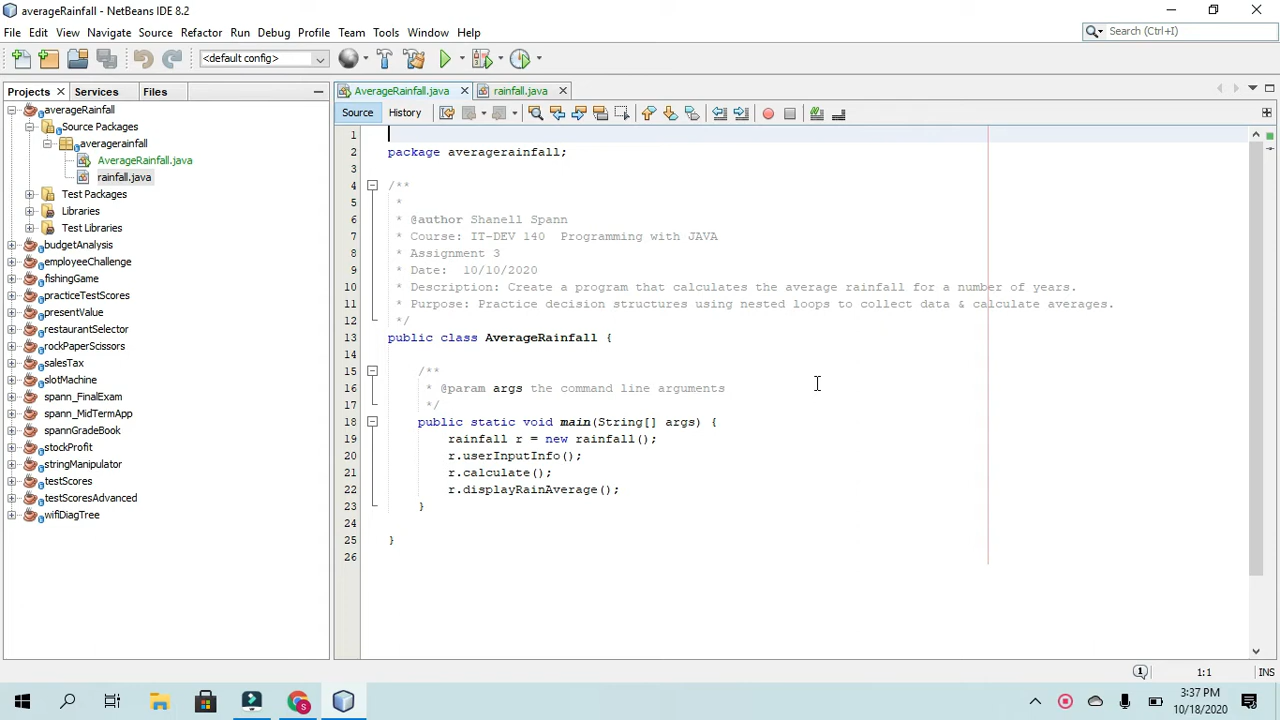 averageRainfall - NetBeans IDE 8.2
File Edit View Navigate Source Refactor Run Debug Profile Team Tools Window Help
Search (Ctrl+I)
<default config>
Projects Services Files
AverageRainfall.java rainfall.java
Source History
averageRainfall
Source Packages
averagerainfall
AverageRainfall.java
rainfall.java
Test Packages
Libraries
Test Libraries
budgetAnalysis
employeeChallenge
fishingGame
practiceTestScores
presentValue
restaurantSelector
rockPaperScissors
salesTax
slotMachine
spann_FinalExam
spann_MidTermApp
spannGradeBook
stockProfit
stringManipulator
testScores
testScoresAdvanced
wifiDiagTree
1
2 package averagerainfall;
3
4 /**
5 *
6 * @author Shanell Spann
7 * Course: IT-DEV 140  Programming with JAVA
8 * Assignment 3
9 * Date:  10/10/2020
10 * Description: Create a program that calculates the average rainfall for a number of years.
11 * Purpose: Practice decision structures using nested loops to collect data & calculate averages.
12 */
13 public class AverageRainfall {
14
15 /**
16 * @param args the command line arguments
17 */
18 public static void main(String[] args) {
19 rainfall r = new rainfall();
20 r.userInputInfo();
21 r.calculate();
22 r.displayRainAverage();
23 }
24
25 }
26
1:1 INS
3:37 PM
10/18/2020